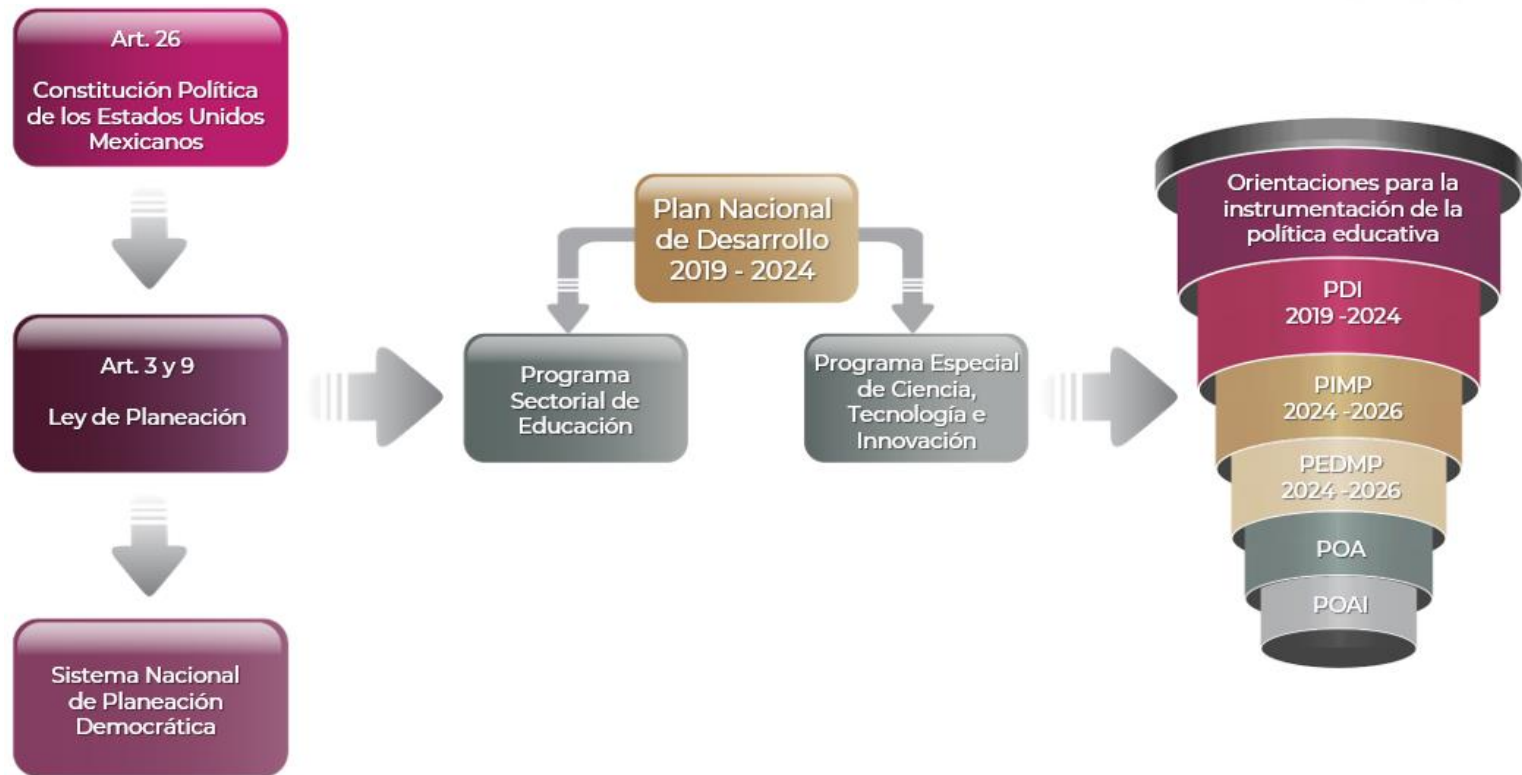 Art. 26
Constitución Política
de los Estados Unidos
Mexicanos
Art. 3 y 9
Ley de Planeación
Sistema Nacional
de Planeación
Democrática
Plan Nacional
de Desarrollo
2019 - 2024
Programa
Sectorial de
Educación
Programa Especial
de Ciencia,
Tecnología e
Innovación
Orientaciones para la
instrumentación de la
política educativa
PDI
2019 -2024
PIMP
2024 -2026
PEDMP
2024 -2026
POA
POAI